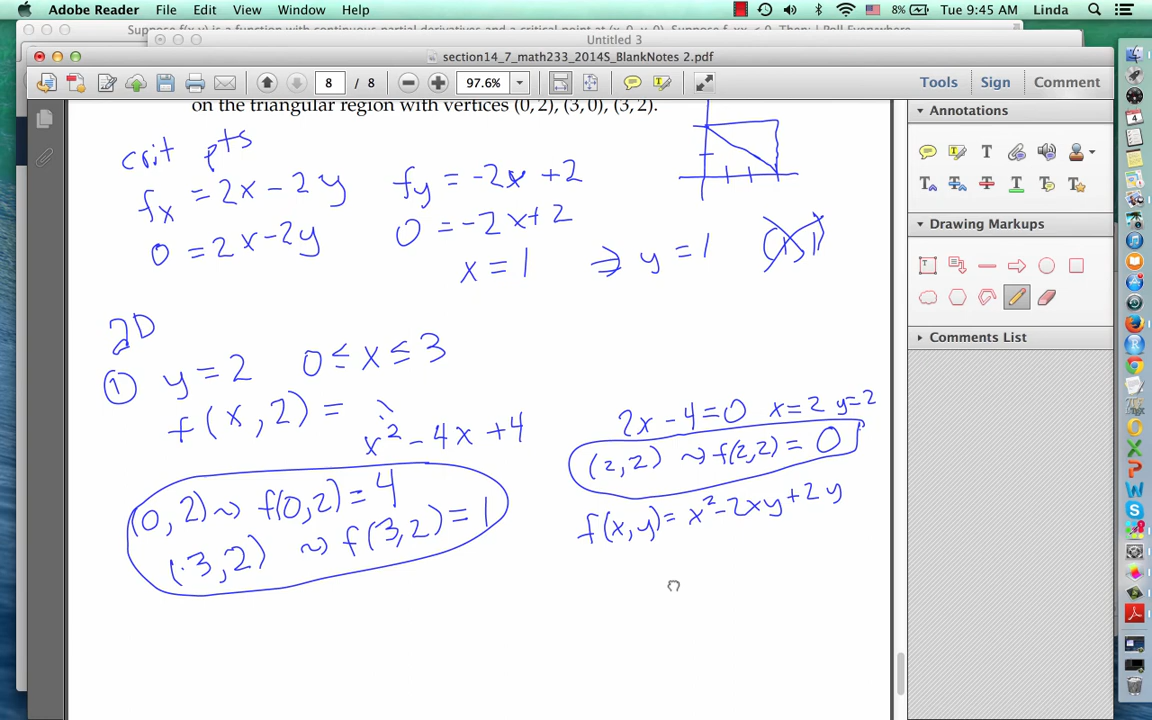 Adobe Reader File Edit View Window Help 8% Tue 9:45 AM Linda
Untitled 3
section14_7_math233_2014S_BlankNotes 2.pdf
8 / 8 97.6% Tools Sign Comment
on the triangular region with vertices (0, 2), (3, 0), (3, 2).
crit pts
fx = 2x - 2y fy = -2x + 2
0 = 2x - 2y 0 = -2x + 2
x = 1 ⇒ y = 1 (1,1)
2D
① y = 2 0 ≤ x ≤ 3
f(x, 2) = x² - 4x + 4
2x - 4 = 0 x = 2 y = 2
(2,2) ~> f(2,2) = 0
(0,2) ~> f(0,2) = 4
(3,2) ~> f(3,2) = 1
f(x,y) = x² - 2xy + 2y
Annotations
Drawing Markups
Comments List